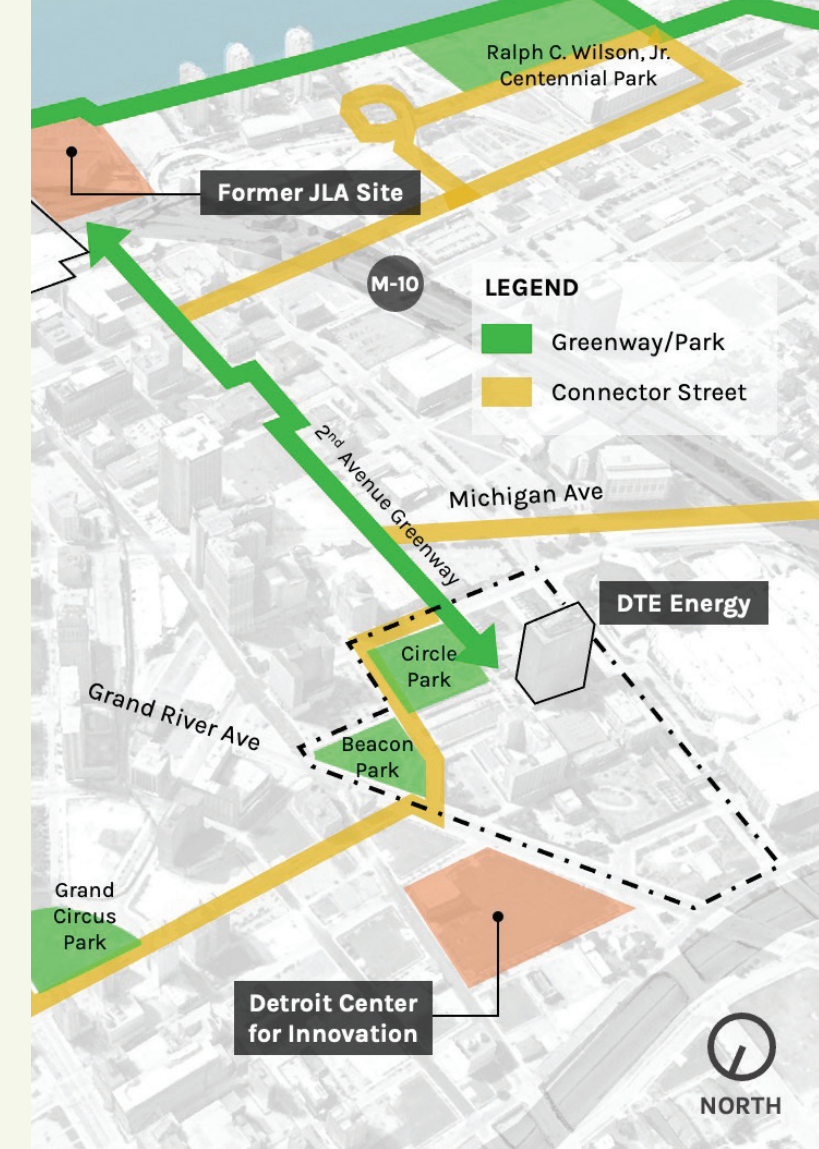 Ralph C. Wilson, Jr.
Centennial Park
Former JLA Site
M-10
LEGEND
Greenway/Park
Connector Street
2nd Avenue Greenway
Michigan Ave
DTE Energy
Circle
Park
Grand River Ave
Beacon
Park
Grand
Circus
Park
Detroit Center
for Innovation
NORTH